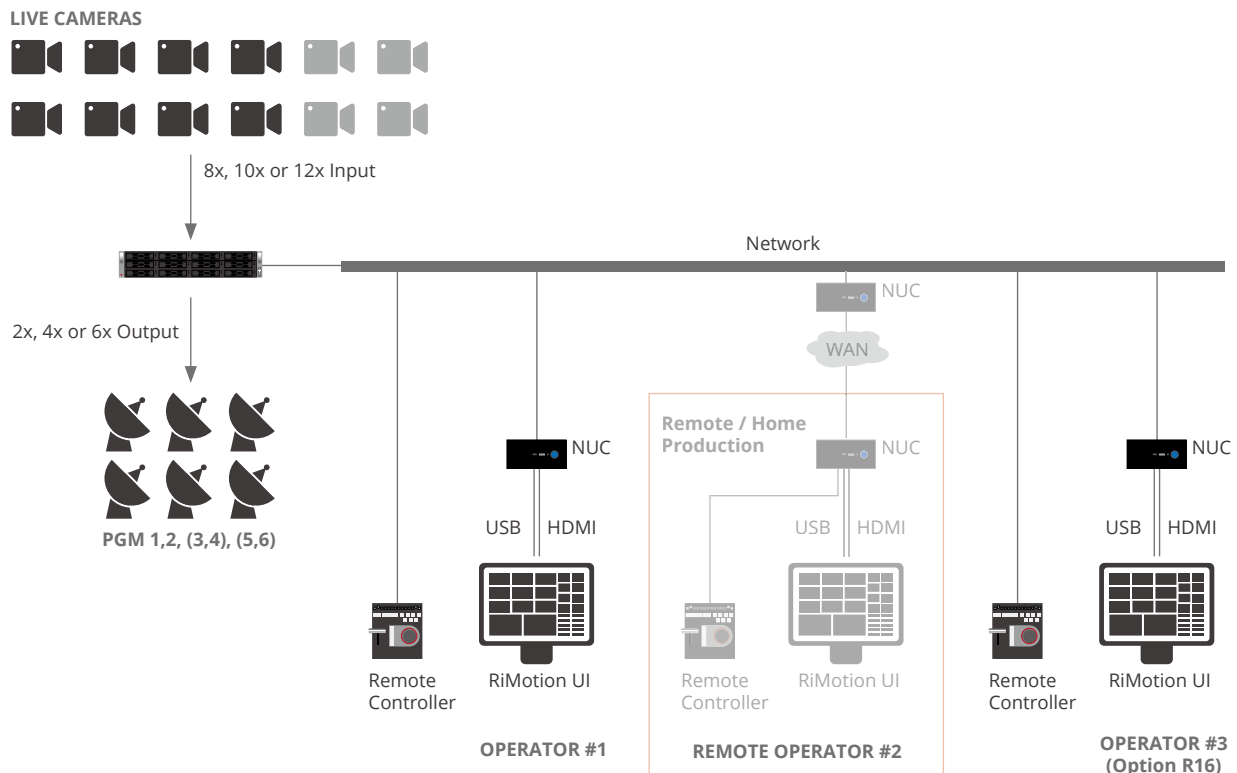 LIVE CAMERAS
8x, 10x or 12x Input
Network
NUC
2x, 4x or 6x Output
WAN
Remote / Home
Production
NUC
NUC
NUC
USB
HDMI
USB
HDMI
USB
HDMI
PGM 1,2, (3,4), (5,6)
Remote
Controller
RiMotion UI
Remote
Controller
RiMotion UI
Remote
Controller
RiMotion UI
OPERATOR #1
REMOTE OPERATOR #2
OPERATOR #3
(Option R16)